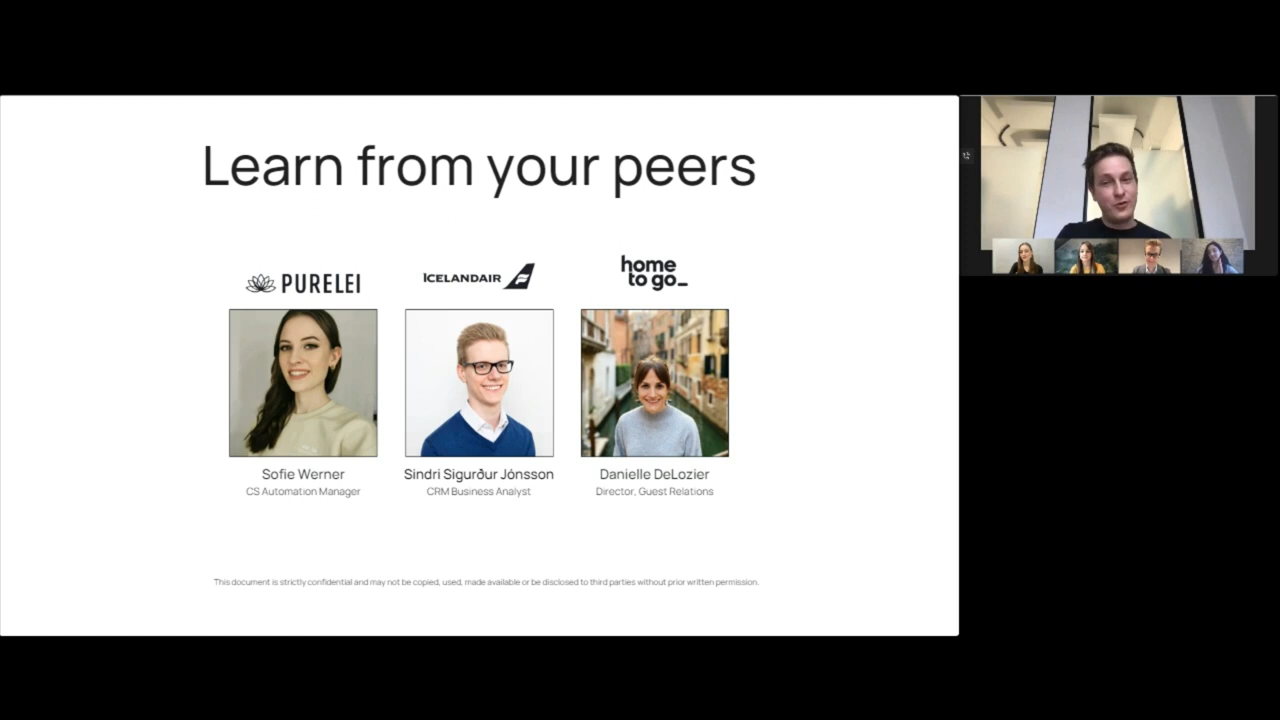 Learn from your peers
PURELEI
ICELANDAIR
home
to go_
Sofie Werner
CS Automation Manager
Sindri Sigurður Jónsson
CRM Business Analyst
Danielle DeLozier
Director, Guest Relations
This document is strictly confidential and may not be copied, used, made available or be disclosed to third parties without prior written permission.